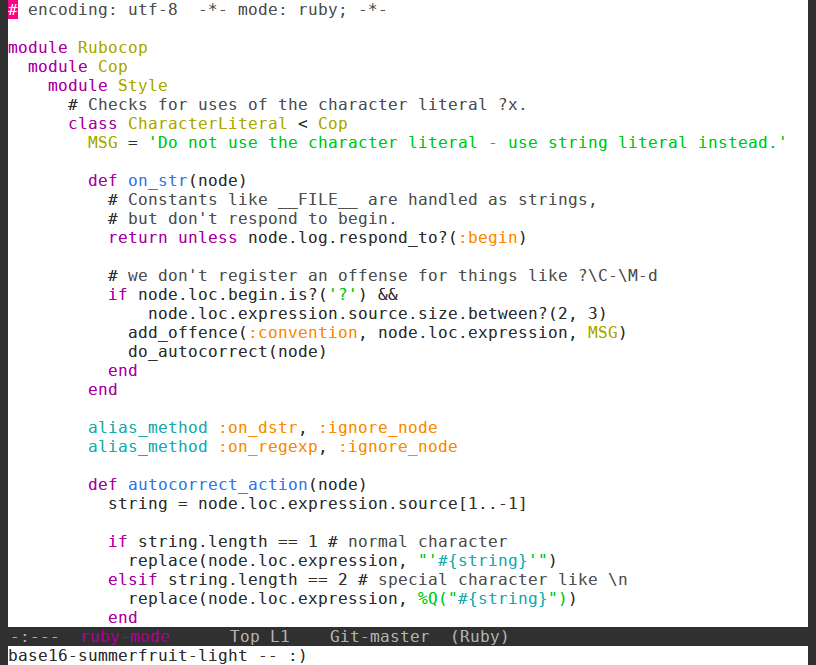 # encoding: utf-8  -*- mode: ruby; -*-

module Rubocop
  module Cop
    module Style
      # Checks for uses of the character literal ?x.
      class CharacterLiteral < Cop
        MSG = 'Do not use the character literal - use string literal instead.'

        def on_str(node)
          # Constants like __FILE__ are handled as strings,
          # but don't respond to begin.
          return unless node.log.respond_to?(:begin)

          # we don't register an offense for things like ?\C-\M-d
          if node.loc.begin.is?('?') &&
              node.loc.expression.source.size.between?(2, 3)
            add_offence(:convention, node.loc.expression, MSG)
            do_autocorrect(node)
          end
        end

        alias_method :on_dstr, :ignore_node
        alias_method :on_regexp, :ignore_node

        def autocorrect_action(node)
          string = node.loc.expression.source[1..-1]

          if string.length == 1 # normal character
            replace(node.loc.expression, "'#{string}'")
          elsif string.length == 2 # special character like \n
            replace(node.loc.expression, %Q("#{string}"))
          end
-:---  ruby-mode      Top L1    Git-master  (Ruby)
base16-summerfruit-light -- :)